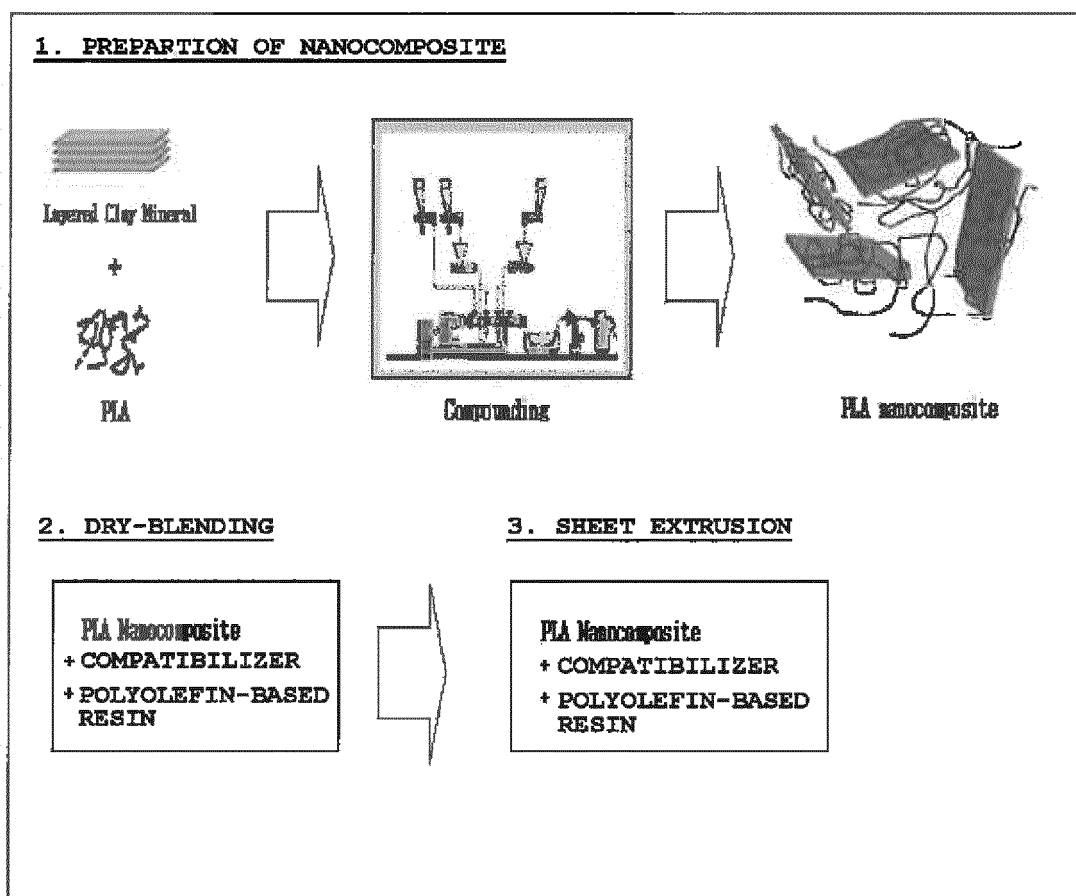 1. PREPARTION OF NANOCOMPOSITE
Layered Clay Mineral
+
PLA
Compounding
PLA nanocomposite
2. DRY-BLENDING
3. SHEET EXTRUSION
PLA Nanocomposite
+ COMPATIBILIZER
+ POLYOLEFIN-BASED
RESIN
PLA Nanocomposite
+ COMPATIBILIZER
+ POLYOLEFIN-BASED
RESIN